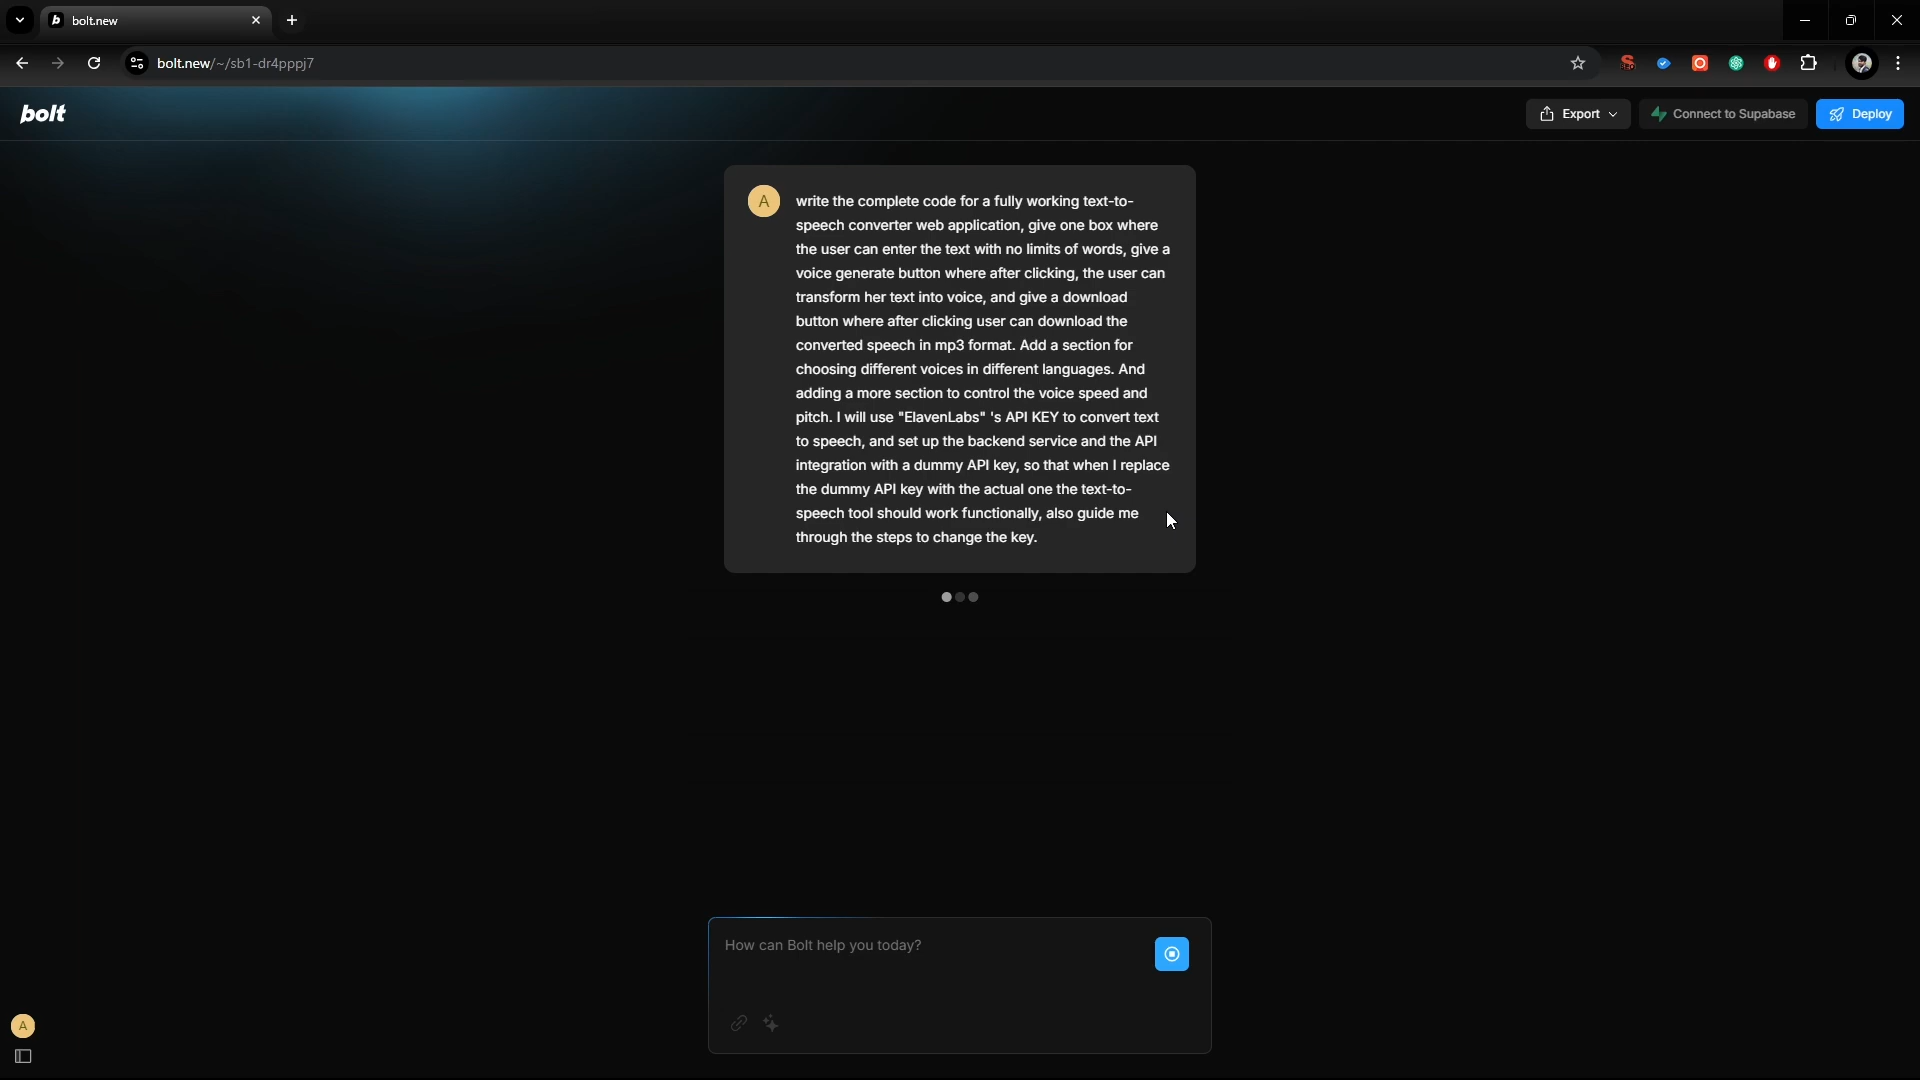 bolt.new
bolt.new/~/sb1-dr4pppj7
bolt
Export
Connect to Supabase
Deploy
A
write the complete code for a fully working text-to-
speech converter web application, give one box where
the user can enter the text with no limits of words, give a
voice generate button where after clicking, the user can
transform her text into voice, and give a download
button where after clicking user can download the
converted speech in mp3 format. Add a section for
choosing different voices in different languages. And
adding a more section to control the voice speed and
pitch. I will use "ElavenLabs" 's API KEY to convert text
to speech, and set up the backend service and the API
integration with a dummy API key, so that when I replace
the dummy API key with the actual one the text-to-
speech tool should work functionally, also guide me
through the steps to change the key.
How can Bolt help you today?
A